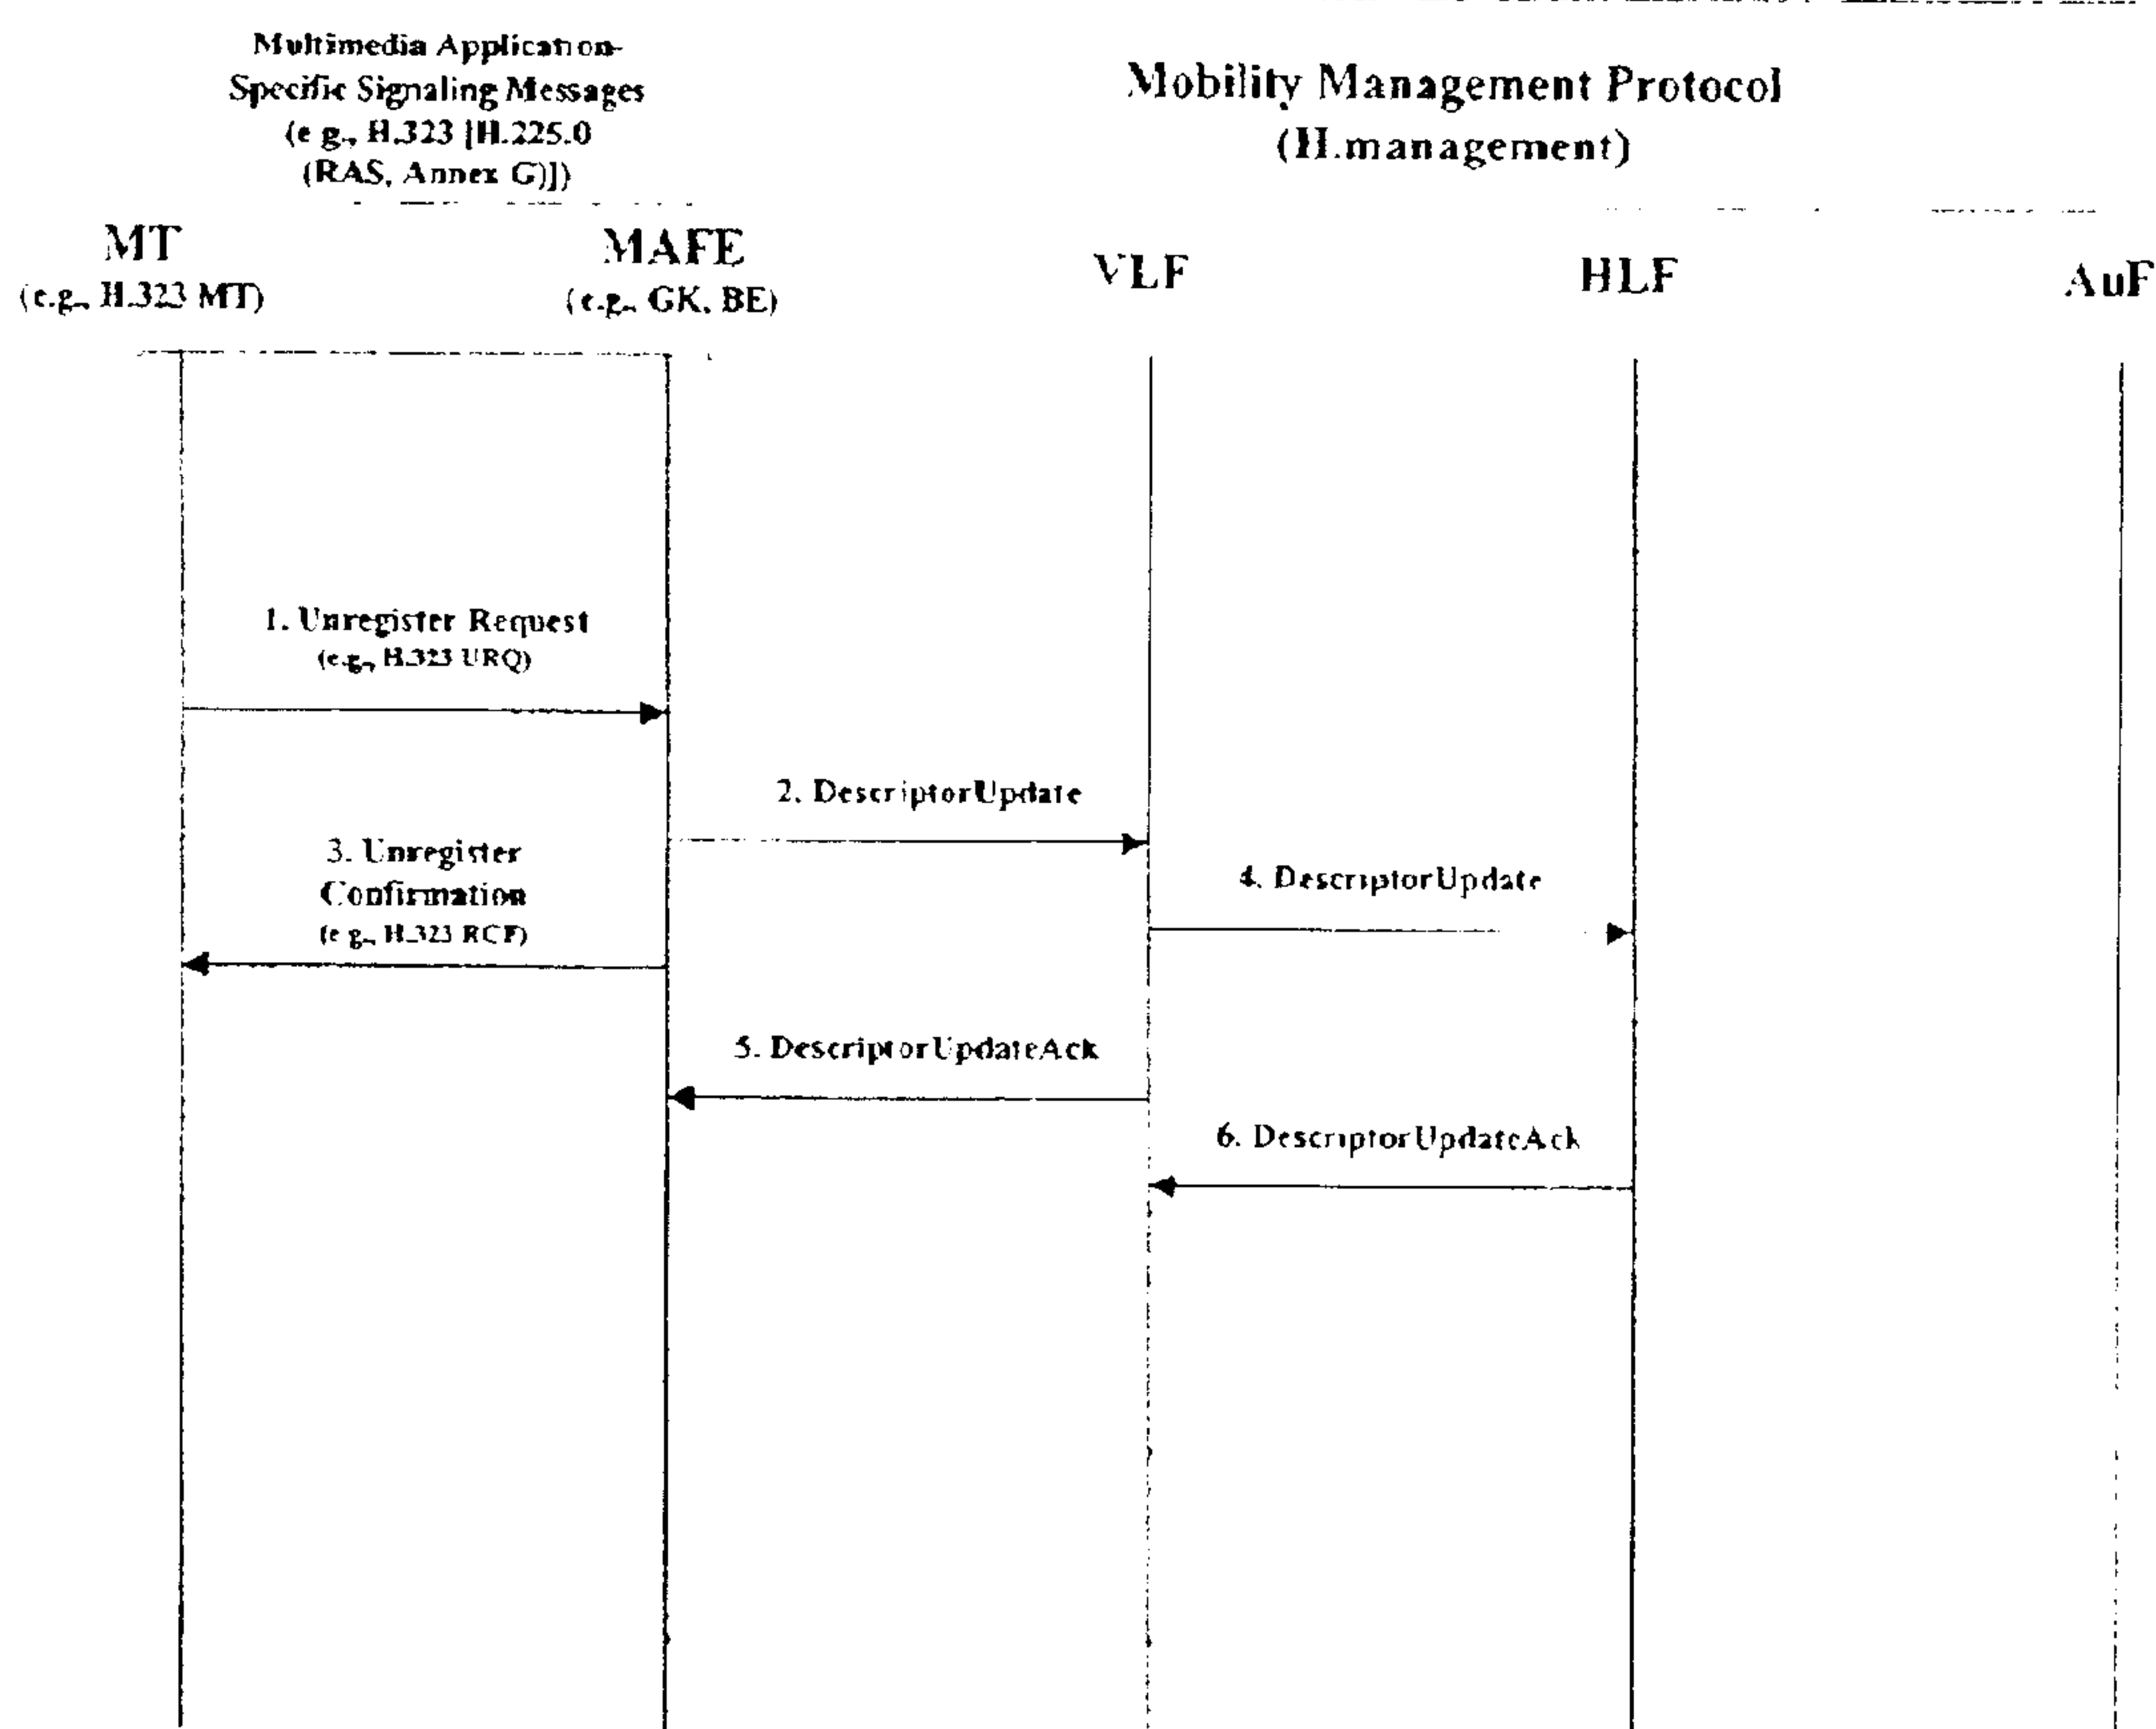 Multimedia Application-
Specific Signaling Messages
(e g., H.323 [H.225.0
(RAS, Annex G)])
Mobility Management Protocol
(H.management)
MT
(e.g., H.323 MT)
MAFE
(e.g., GK, BE)
VLF
HLF
AuF
1. Unregister Request
(e.g., H.323 URQ)
2. DescriptorUpdate
3. Unregister
Confirmation
(e g., H.323 RCF)
4. DescriptorUpdate
5. DescriptorUpdateAck
6. DescriptorUpdateAck